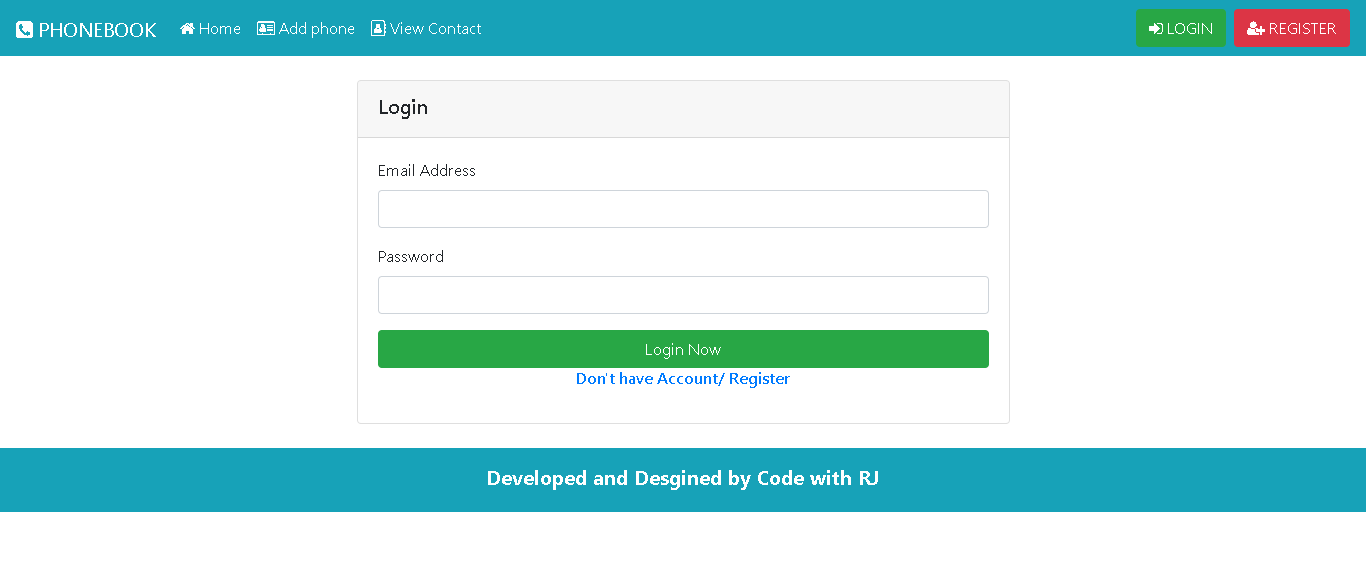 PHONEBOOK Home Add phone View Contact LOGIN REGISTER
Login
Email Address
Password
Login Now
Don't have Account/ Register
Developed and Desgined by Code with RJ